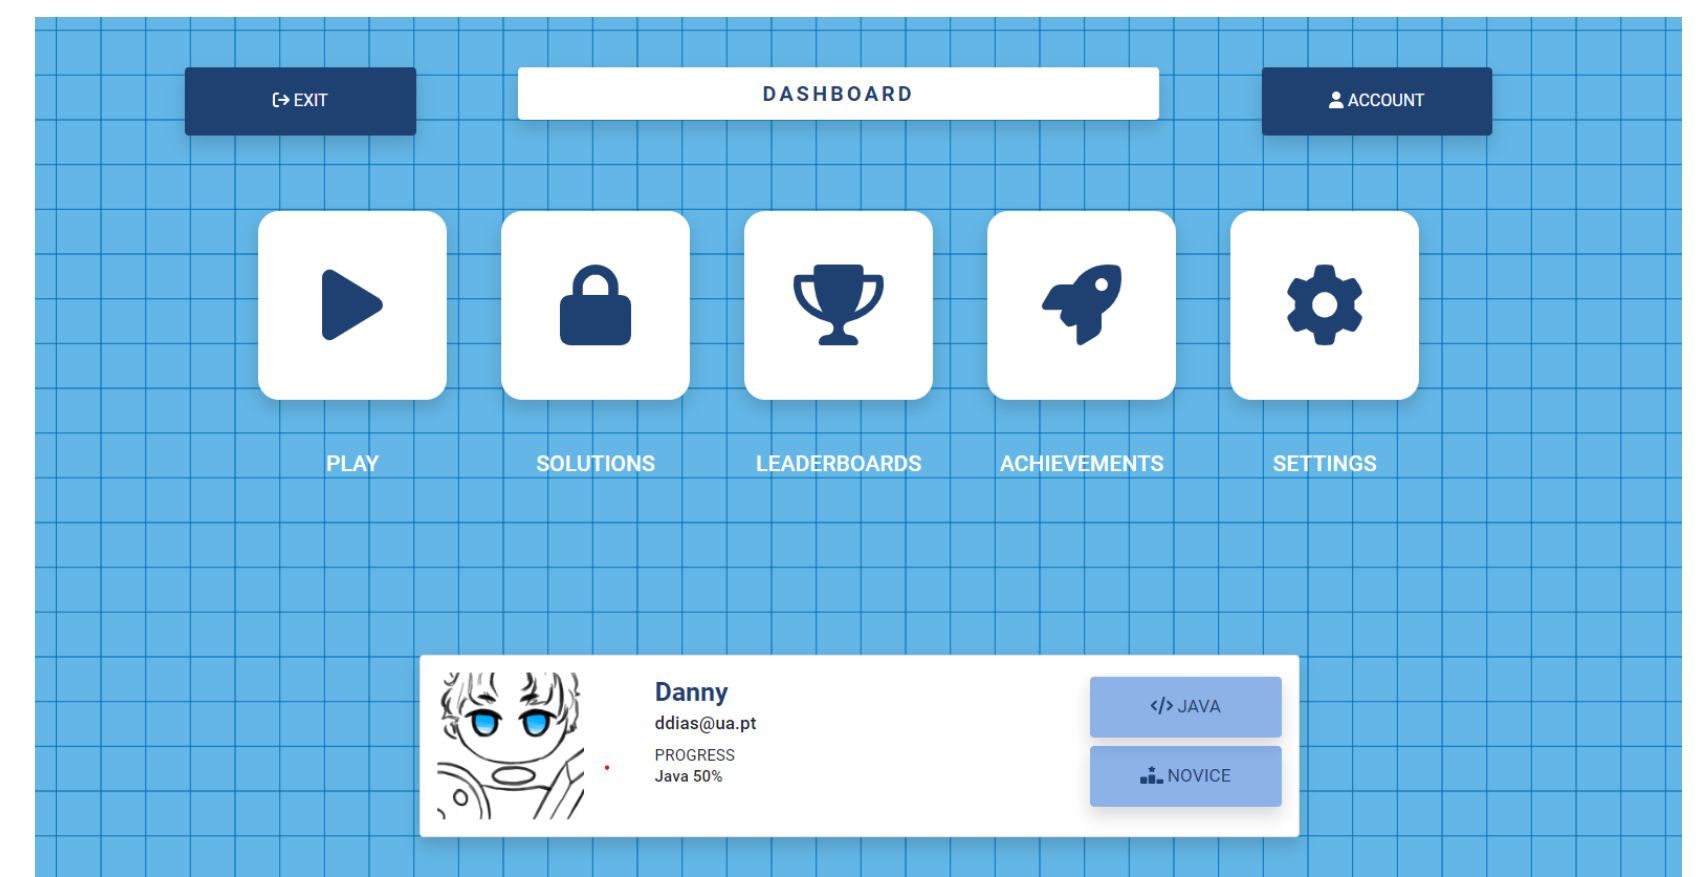 EXIT
DASHBOARD
ACCOUNT
PLAY
SOLUTIONS
LEADERBOARDS
ACHIEVEMENTS
SETTINGS
Danny
ddias@ua.pt
PROGRESS
Java 50%
</> JAVA
NOVICE